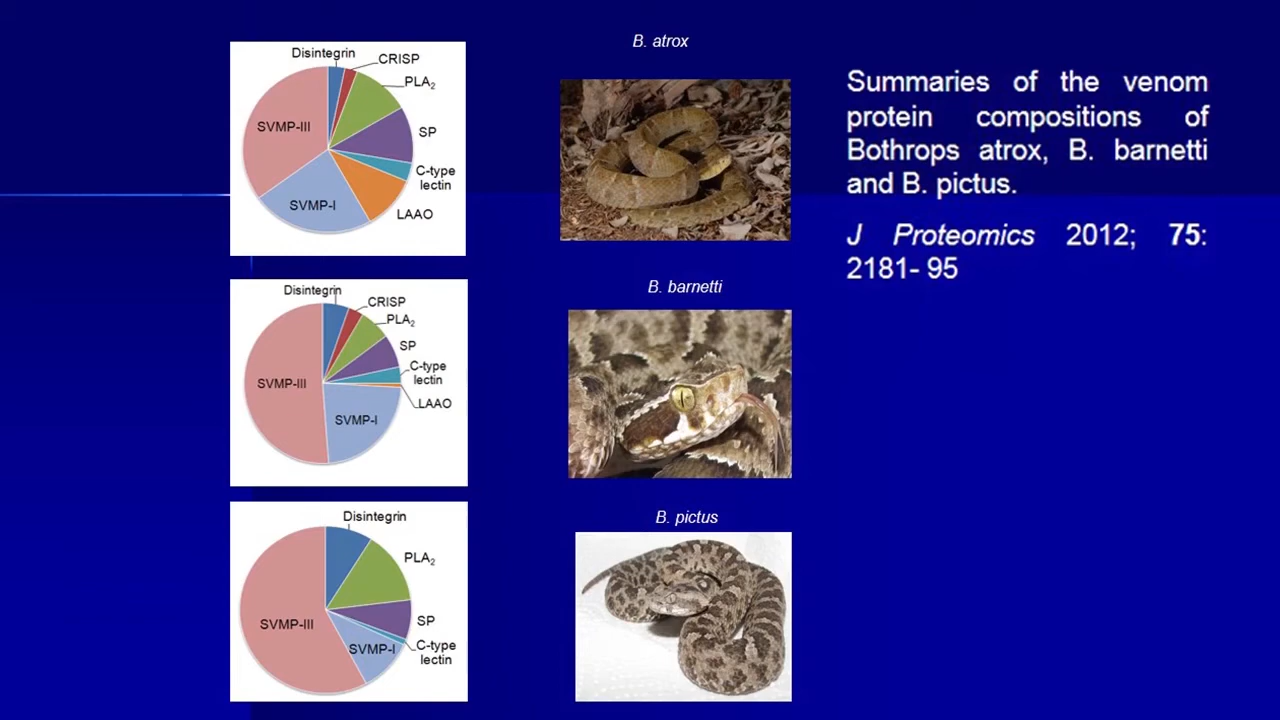 B. atrox
Disintegrin
CRISP
PLA₂
SP
C-type
lectin
LAAO
SVMP-I
SVMP-III
B. barnetti
Disintegrin
CRISP
PLA₂
SP
C-type
lectin
LAAO
SVMP-I
SVMP-III
B. pictus
Disintegrin
PLA₂
SP
C-type
lectin
SVMP-I
SVMP-III
Summaries of the venom
protein compositions of
Bothrops atrox, B. barnetti
and B. pictus.
J Proteomics 2012; 75:
2181- 95